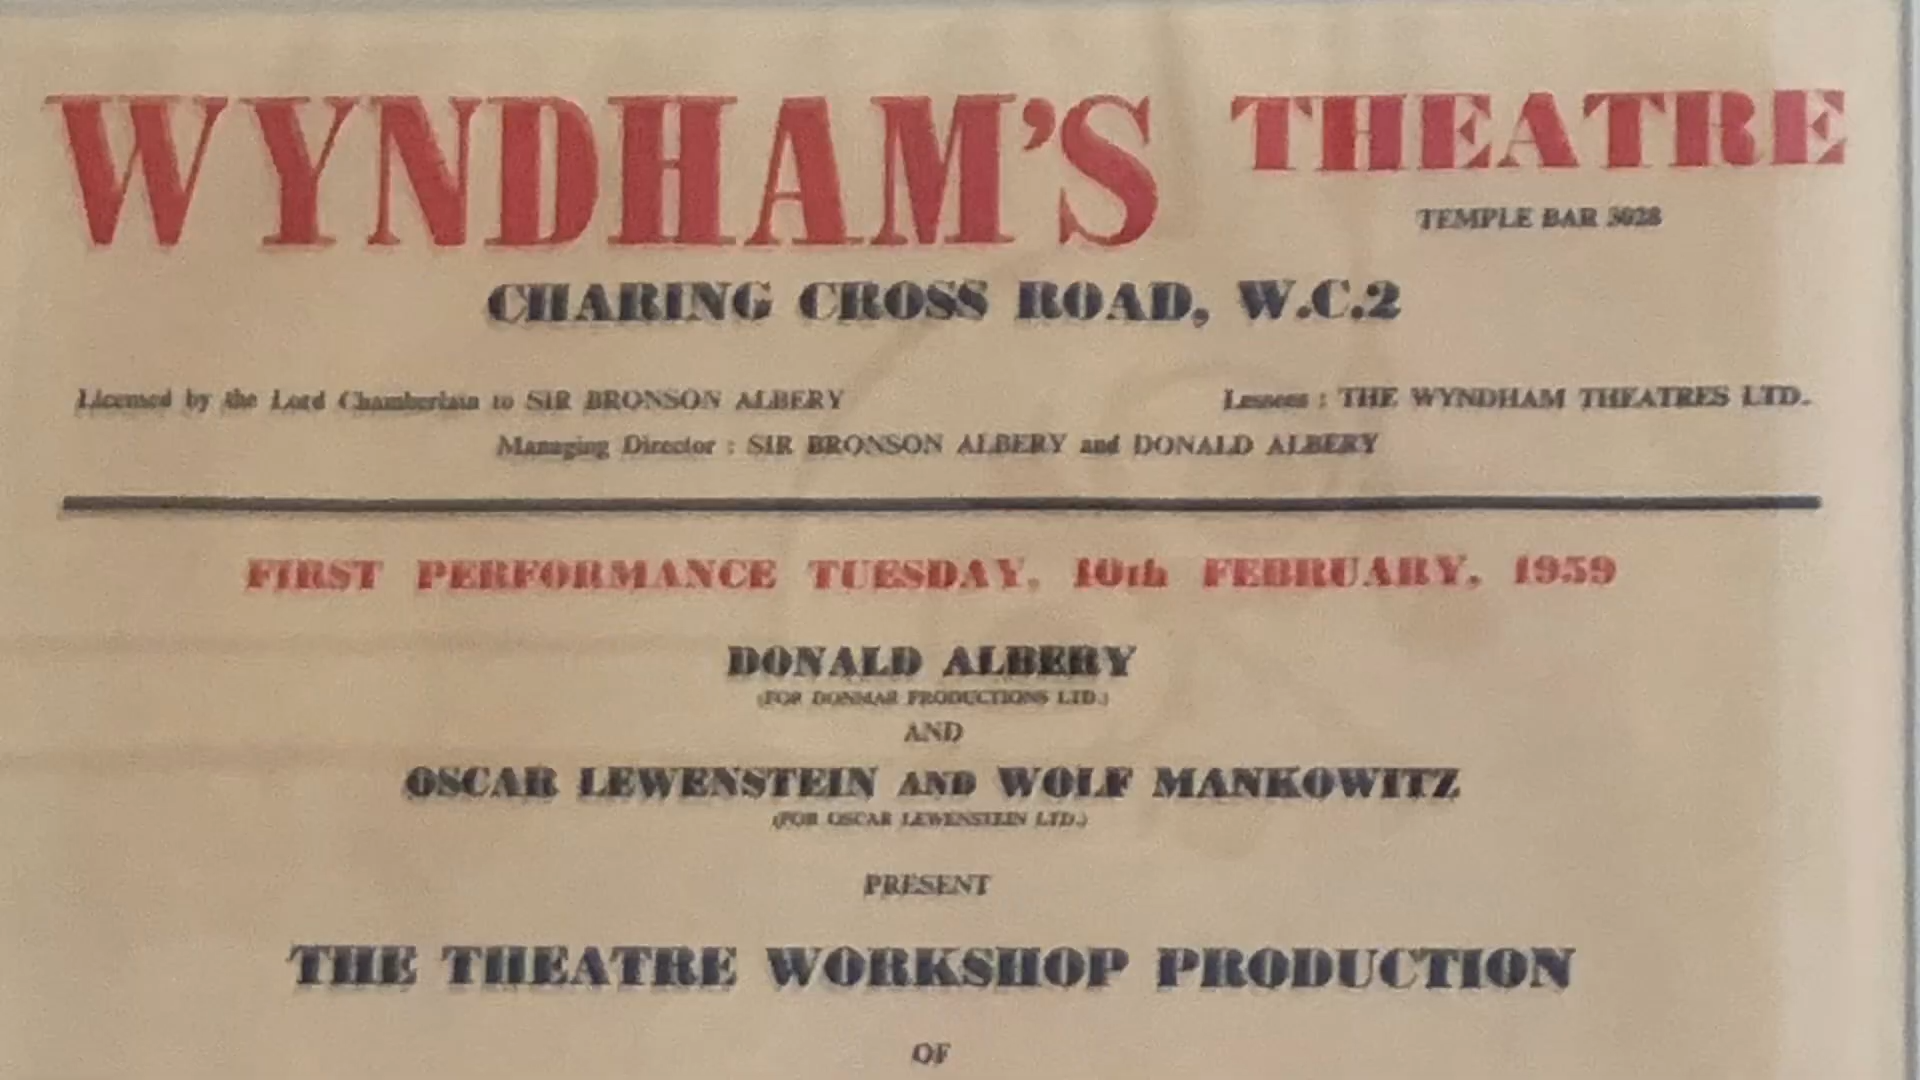 WYNDHAM'S THEATRE
TEMPLE BAR 3028
CHARING CROSS ROAD, W.C.2
Licensed by the Lord Chamberlain to SIR BRONSON ALBERY
Lessees : THE WYNDHAM THEATRES LTD.
Managing Director : SIR BRONSON ALBERY and DONALD ALBERY
FIRST PERFORMANCE TUESDAY, 10th FEBRUARY, 1959
DONALD ALBERY
(FOR DONMAR PRODUCTIONS LTD.)
AND
OSCAR LEWENSTEIN AND WOLF MANKOWITZ
(FOR OSCAR LEWENSTEIN LTD.)
PRESENT
THE THEATRE WORKSHOP PRODUCTION
OF